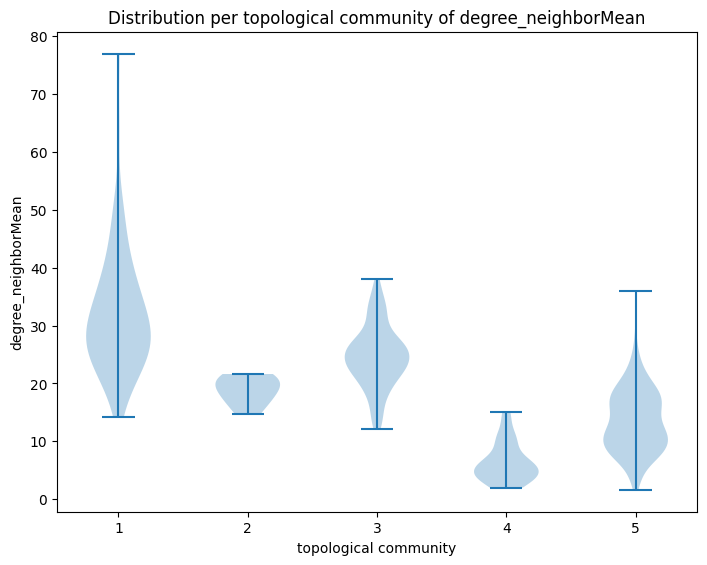 Distribution per topological community of degree_neighborMean
degree_neighborMean
80
70
60
50
40
30
20
10
0
1 2 3 4 5
topological community